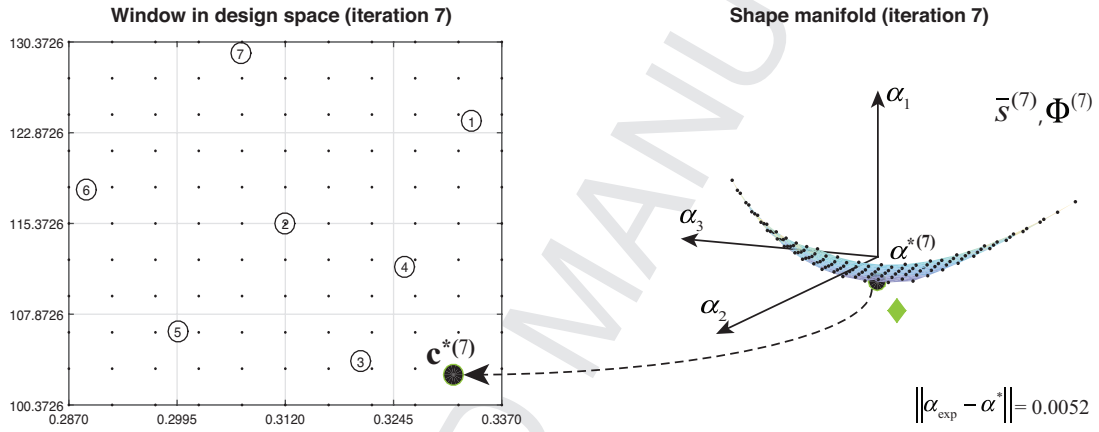 Window in design space (iteration 7)
130.3726
122.8726
115.3726
107.8726
100.3726
0.2870 0.2995 0.3120 0.3245 0.3370
7
1
6
2
4
5
3
c*(7)
Shape manifold (iteration 7)
α1
s̄(7),Φ(7)
α3
α*(7)
α2
‖αexp − α*‖= 0.0052
MANU